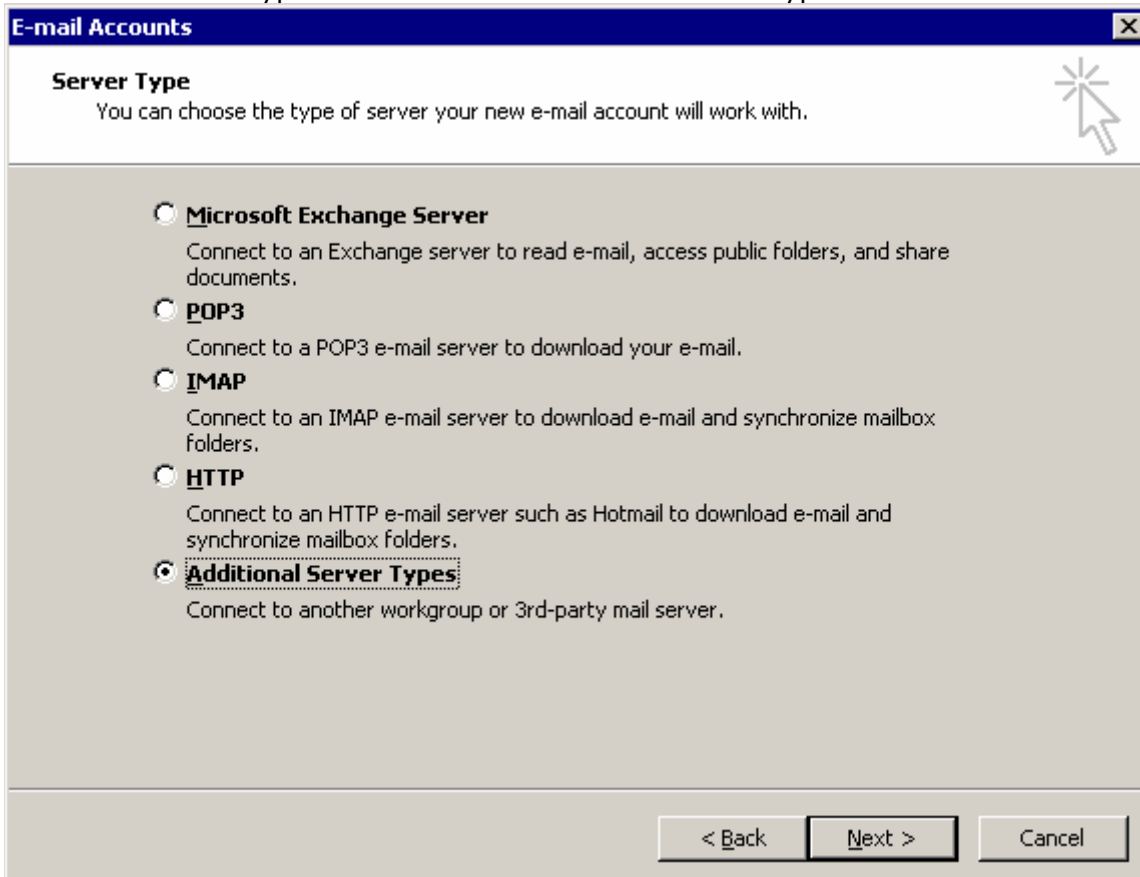 E-mail Accounts
Server Type
You can choose the type of server your new e-mail account will work with.
Microsoft Exchange Server
Connect to an Exchange server to read e-mail, access public folders, and share
documents.
POP3
Connect to a POP3 e-mail server to download your e-mail.
IMAP
Connect to an IMAP e-mail server to download e-mail and synchronize mailbox
folders.
HTTP
Connect to an HTTP e-mail server such as Hotmail to download e-mail and
synchronize mailbox folders.
Additional Server Types
Connect to another workgroup or 3rd-party mail server.
< Back Next > Cancel